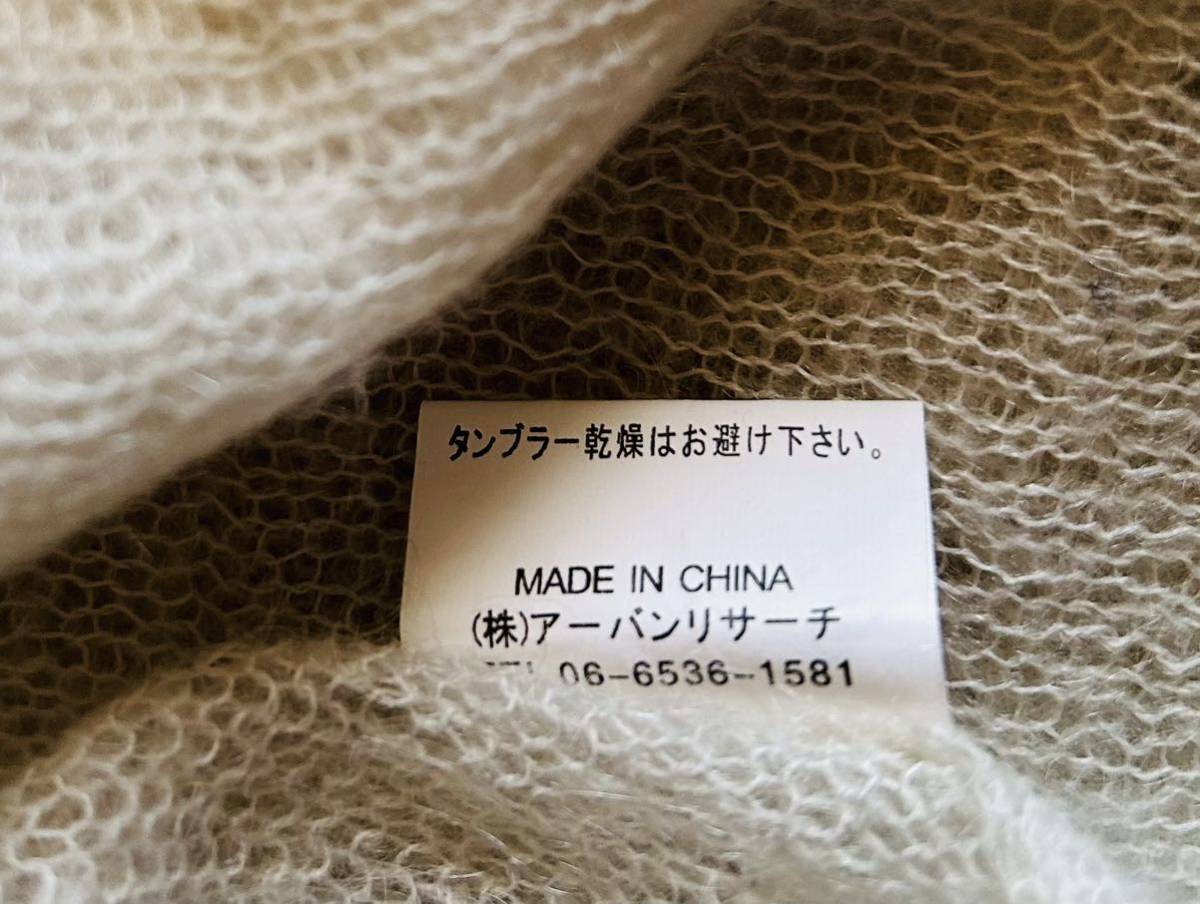 タンブラー乾燥はお避け下さい。
MADE IN CHINA
(株)アーバンリサーチ
TEL 06-6536-1581